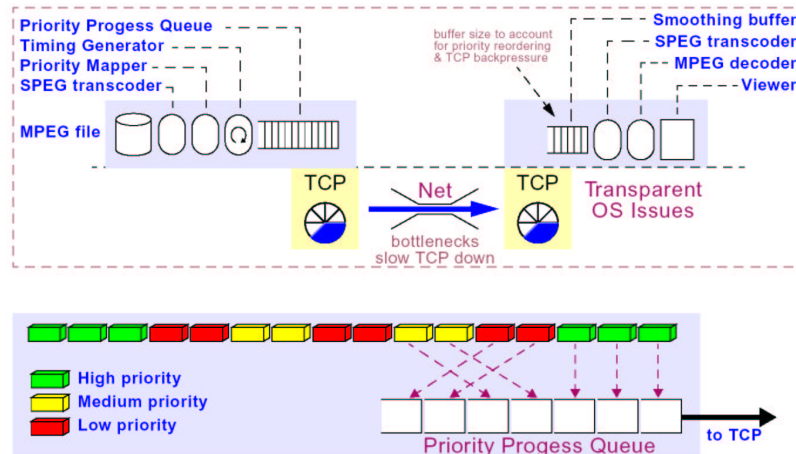 Priority Progess Queue
Timing Generator
Priority Mapper
SPEG transcoder
MPEG file
buffer size to account
for priority reordering
& TCP backpressure
Smoothing buffer
SPEG transcoder
MPEG decoder
Viewer
TCP
Net
TCP
Transparent
OS Issues
bottlenecks
slow TCP down
High priority
Medium priority
Low priority
Priority Progess Queue
to TCP